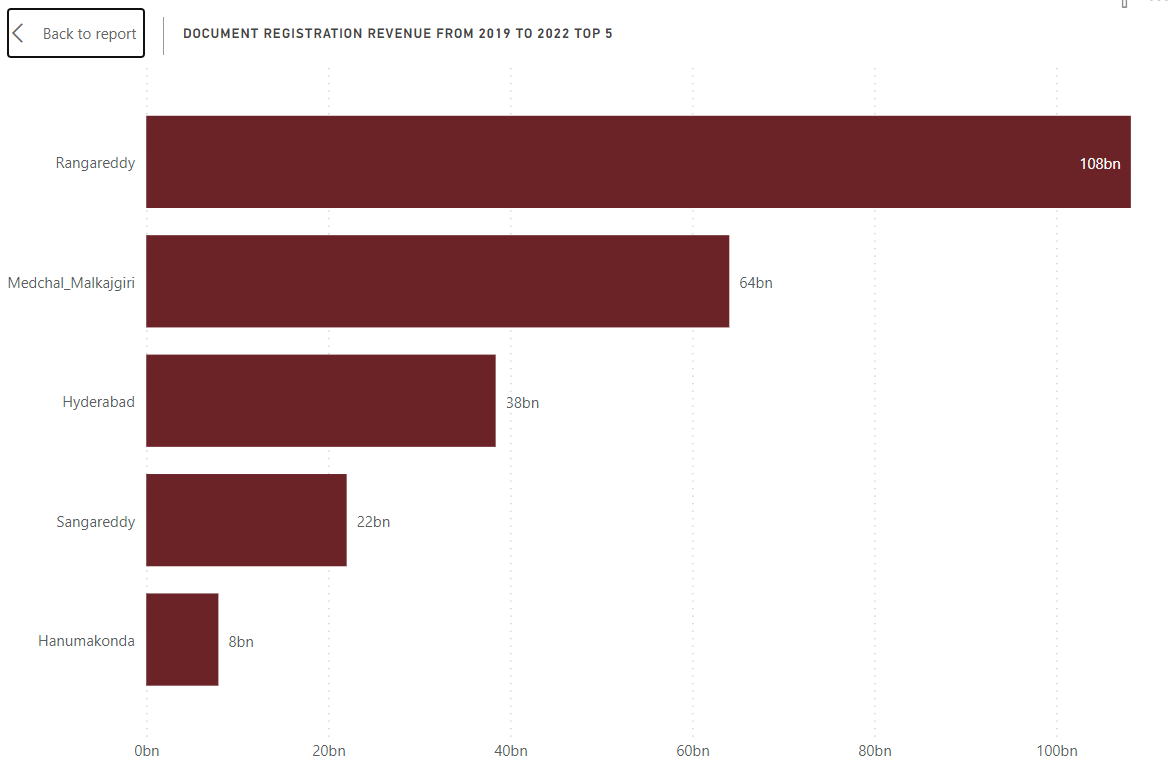 Back to report
DOCUMENT REGISTRATION REVENUE FROM 2019 TO 2022 TOP 5
Rangareddy 108bn
Medchal_Malkajgiri 64bn
Hyderabad 38bn
Sangareddy 22bn
Hanumakonda 8bn
0bn 20bn 40bn 60bn 80bn 100bn